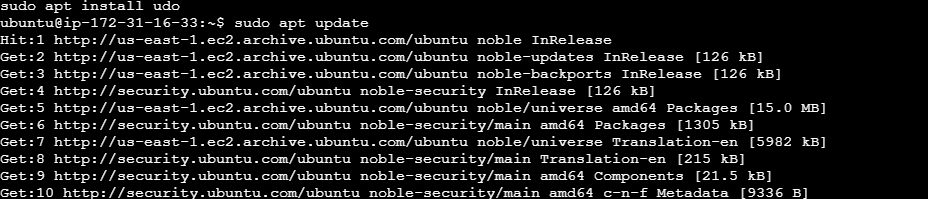 sudo apt install udo
ubuntu@ip-172-31-16-33:~$ sudo apt update
Hit:1 http://us-east-1.ec2.archive.ubuntu.com/ubuntu noble InRelease
Get:2 http://us-east-1.ec2.archive.ubuntu.com/ubuntu noble-updates InRelease [126 kB]
Get:3 http://us-east-1.ec2.archive.ubuntu.com/ubuntu noble-backports InRelease [126 kB]
Get:4 http://security.ubuntu.com/ubuntu noble-security InRelease [126 kB]
Get:5 http://us-east-1.ec2.archive.ubuntu.com/ubuntu noble/universe amd64 Packages [15.0 MB]
Get:6 http://security.ubuntu.com/ubuntu noble-security/main amd64 Packages [1305 kB]
Get:7 http://us-east-1.ec2.archive.ubuntu.com/ubuntu noble/universe Translation-en [5982 kB]
Get:8 http://security.ubuntu.com/ubuntu noble-security/main Translation-en [215 kB]
Get:9 http://security.ubuntu.com/ubuntu noble-security/main amd64 Components [21.5 kB]
Get:10 http://security.ubuntu.com/ubuntu noble-security/main amd64 c-n-f Metadata [9336 B]